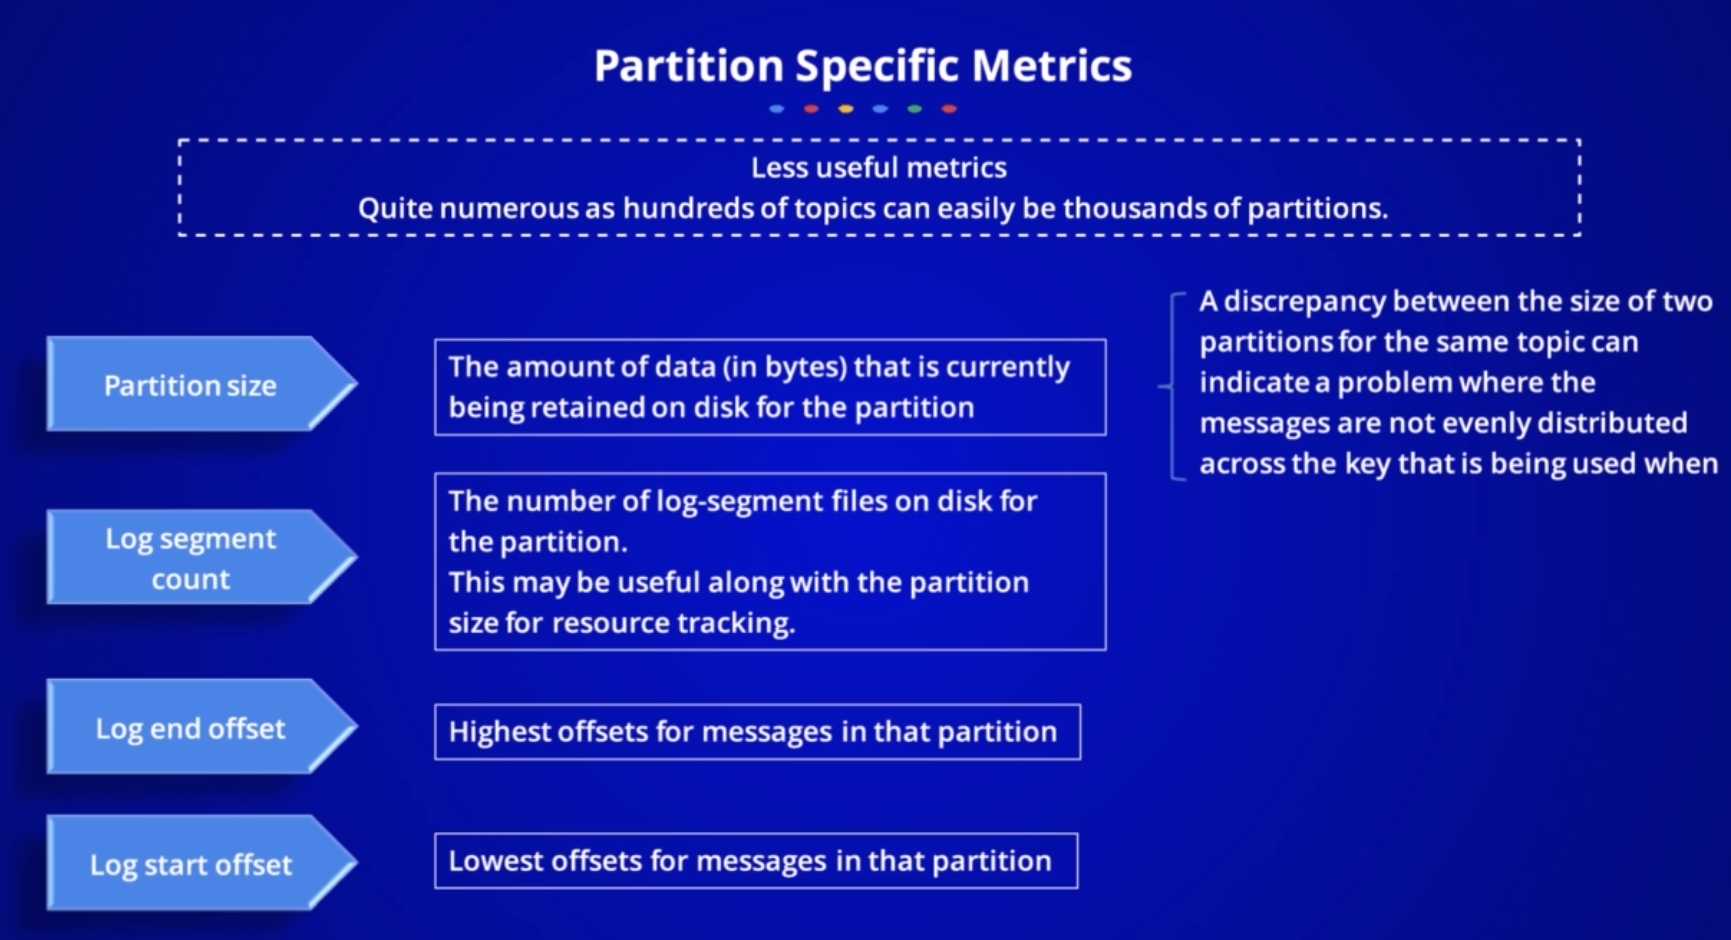 Partition Specific Metrics
Less useful metrics
Quite numerous as hundreds of topics can easily be thousands of partitions.
Partition size
The amount of data (in bytes) that is currently
being retained on disk for the partition
A discrepancy between the size of two
partitions for the same topic can
indicate a problem where the
messages are not evenly distributed
across the key that is being used when
Log segment
count
The number of log-segment files on disk for
the partition.
This may be useful along with the partition
size for resource tracking.
Log end offset
Highest offsets for messages in that partition
Log start offset
Lowest offsets for messages in that partition